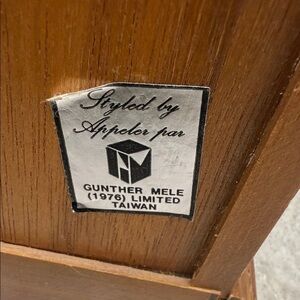 Styled by
Appelor par
GUNTHER MELE
(1976) LIMITED
TAIWAN